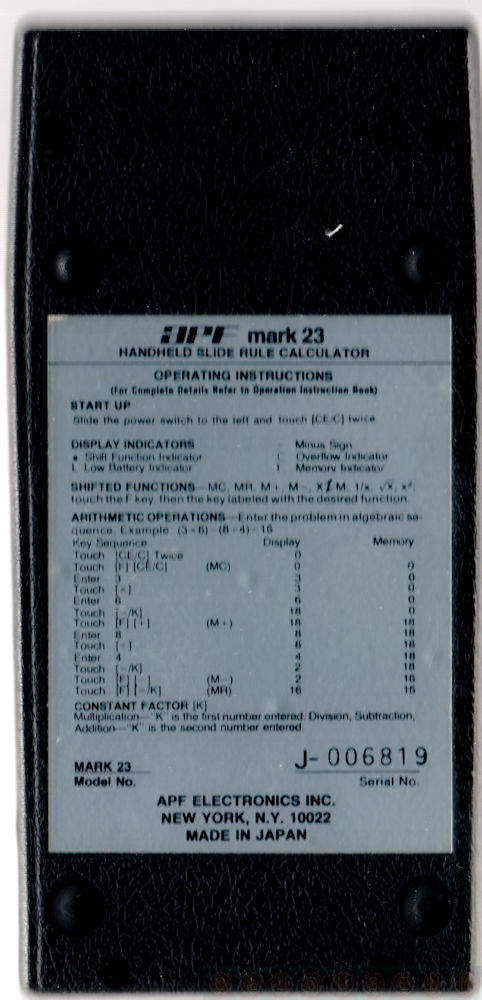 APF mark 23
HANDHELD SLIDE RULE CALCULATOR
OPERATING INSTRUCTIONS
(For Complete Details Refer to Operation Instruction Book)
START UP
Slide the power switch to the left and touch [CE/C] twice
DISPLAY INDICATORS
Minus Sign
Shift Function Indicator
Overflow Indicator
L Low Battery Indicator
Memory Indicator
SHIFTED FUNCTIONS—MC, MR, M+, M−, M, 1/x, √x, x²,
touch the F key, then the key labeled with the desired function
ARITHMETIC OPERATIONS—Enter the problem in algebraic se-
quence. Example: (3×6)−(8÷4)=16
Key Sequence Display Memory
Touch [CE/C] Twice 0
Touch [F] [CE/C] (MC) 0 0
Enter 3 3 0
Touch [×] 3 0
Enter 6 6 0
Touch [=/K] 18 0
Touch [F] [+] (M+) 18 18
Enter 8 8 18
Touch [÷] 8 18
Enter 4 4 18
Touch [=/K] 2 18
Touch [F] [−] (M−) 2 16
Touch [F] [=/K] (MR) 16 16
CONSTANT FACTOR [K]
Multiplication—"K" is the first number entered. Division, Subtraction,
Addition—"K" is the second number entered.
MARK 23 J-006819
Model No. Serial No.
APF ELECTRONICS INC.
NEW YORK, N.Y. 10022
MADE IN JAPAN